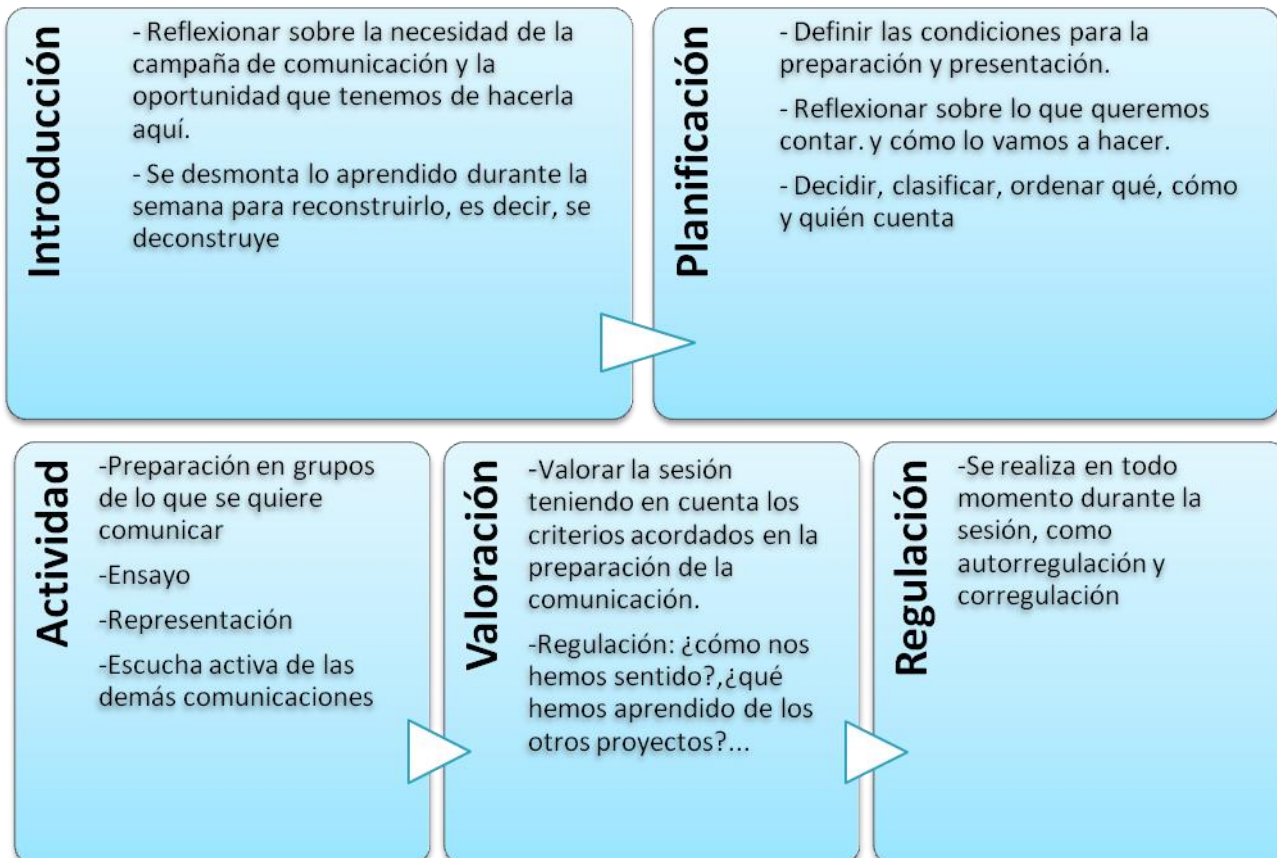 Introducción
- Reflexionar sobre la necesidad de la
campaña de comunicación y la
oportunidad que tenemos de hacerla
aquí.
- Se desmonta lo aprendido durante la
semana para reconstruirlo, es decir, se
deconstruye
Planificación
- Definir las condiciones para la
preparación y presentación.
- Reflexionar sobre lo que queremos
contar. y cómo lo vamos a hacer.
- Decidir, clasificar, ordenar qué, cómo
y quién cuenta
Actividad
-Preparación en grupos
de lo que se quiere
comunicar
-Ensayo
-Representación
-Escucha activa de las
demás comunicaciones
Valoración
-Valorar la sesión
teniendo en cuenta los
criterios acordados en la
preparación de la
comunicación.
-Regulación: ¿cómo nos
hemos sentido?,¿qué
hemos aprendido de los
otros proyectos?...
Regulación
-Se realiza en todo
momento durante la
sesión, como
autorregulación y
corregulación